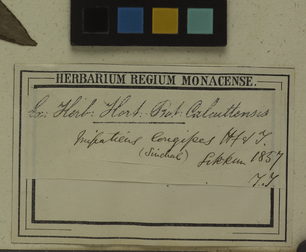 HERBARIUM REGIUM MONACENSE.
Ex: Herb: Hort: Bot: Calcuttensis
Impatiens longipes Hf & T.
(Sinchal) Sikkim 1857
T.T